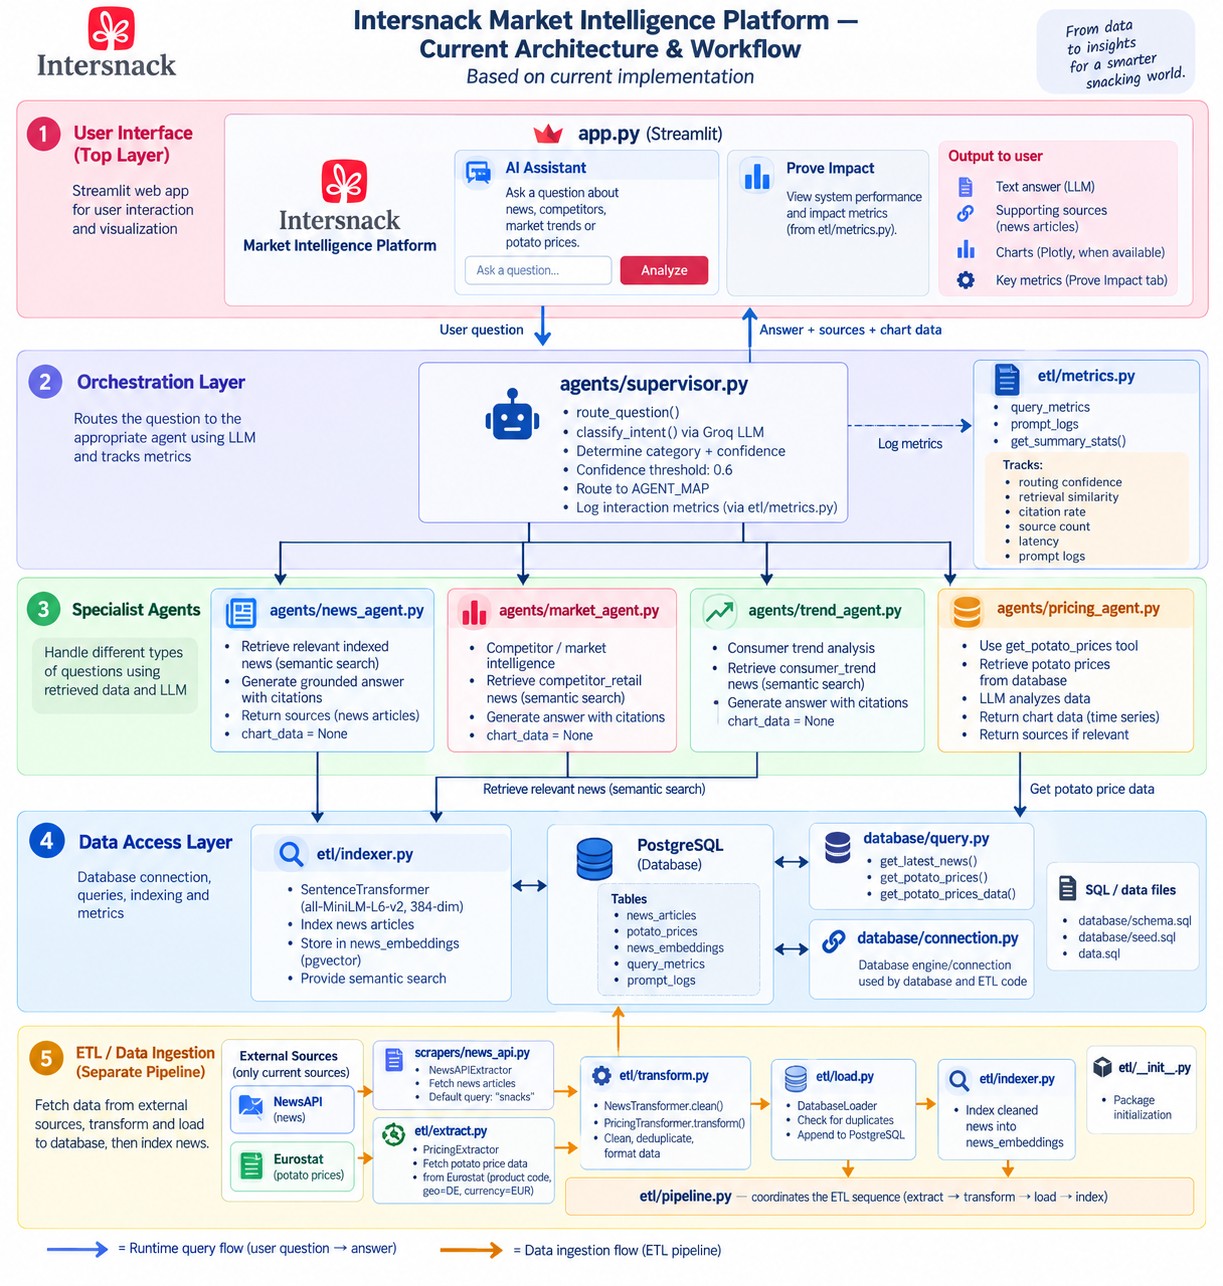 Intersnack
Intersnack Market Intelligence Platform —
Current Architecture & Workflow
Based on current implementation
From data
to insights
for a smarter
snacking world.
1
User Interface
(Top Layer)
Streamlit web app
for user interaction
and visualization
app.py (Streamlit)
Intersnack
Market Intelligence Platform
AI Assistant
Ask a question about
news, competitors,
market trends or
potato prices.
Ask a question...
Analyze
Prove Impact
View system performance
and impact metrics
(from etl/metrics.py).
Output to user
Text answer (LLM)
Supporting sources
(news articles)
Charts (Plotly, when available)
Key metrics (Prove Impact tab)
User question
Answer + sources + chart data
2
Orchestration Layer
Routes the question to the
appropriate agent using LLM
and tracks metrics
agents/supervisor.py
• route_question()
• classify_intent() via Groq LLM
• Determine category + confidence
• Confidence threshold: 0.6
• Route to AGENT_MAP
• Log interaction metrics (via etl/metrics.py)
Log metrics
etl/metrics.py
• query_metrics
• prompt_logs
• get_summary_stats()
Tracks:
• routing confidence
• retrieval similarity
• citation rate
• source count
• latency
• prompt logs
3
Specialist Agents
Handle different types
of questions using
retrieved data and LLM
agents/news_agent.py
• Retrieve relevant indexed
news (semantic search)
• Generate grounded answer
with citations
• Return sources (news articles)
• chart_data = None
agents/market_agent.py
• Competitor / market
intelligence
• Retrieve competitor_retail
news (semantic search)
• Generate answer with citations
• chart_data = None
agents/trend_agent.py
• Consumer trend analysis
• Retrieve consumer_trend
news (semantic search)
• Generate answer with citations
chart_data = None
agents/pricing_agent.py
• Use get_potato_prices tool
• Retrieve potato prices
from database
• LLM analyzes data
• Return chart data (time series)
• Return sources if relevant
Retrieve relevant news (semantic search)
Get potato price data
4
Data Access Layer
Database connection,
queries, indexing and
metrics
etl/indexer.py
• SentenceTransformer
(all-MiniLM-L6-v2, 384-dim)
• Index news articles
• Store in news_embeddings
(pgvector)
• Provide semantic search
PostgreSQL
(Database)
Tables
• news_articles
• potato_prices
• news_embeddings
• query_metrics
• prompt_logs
database/query.py
• get_latest_news()
• get_potato_prices()
• get_potato_prices_data()
database/connection.py
Database engine/connection
used by database and ETL code
SQL / data files
• database/schema.sql
• database/seed.sql
• data.sql
5
ETL / Data Ingestion
(Separate Pipeline)
Fetch data from external
sources, transform and load
to database, then index news.
External Sources
(only current sources)
NewsAPI
(news)
Eurostat
(potato prices)
scrapers/news_api.py
• NewsAPIExtractor
• Fetch news articles
• Default query: "snacks"
etl/extract.py
• PricingExtractor
• Fetch potato price data
• from Eurostat (product code,
geo=DE, currency=EUR)
etl/transform.py
• NewsTransformer.clean()
• PricingTransformer.transform()
• Clean, deduplicate,
format data
etl/load.py
• DatabaseLoader
• Check for duplicates
• Append to PostgreSQL
etl/indexer.py
• Index cleaned
news into
news_embeddings
etl/__init__.py
• Package
initialization
etl/pipeline.py — coordinates the ETL sequence (extract → transform → load → index)
= Runtime query flow (user question → answer)
= Data ingestion flow (ETL pipeline)